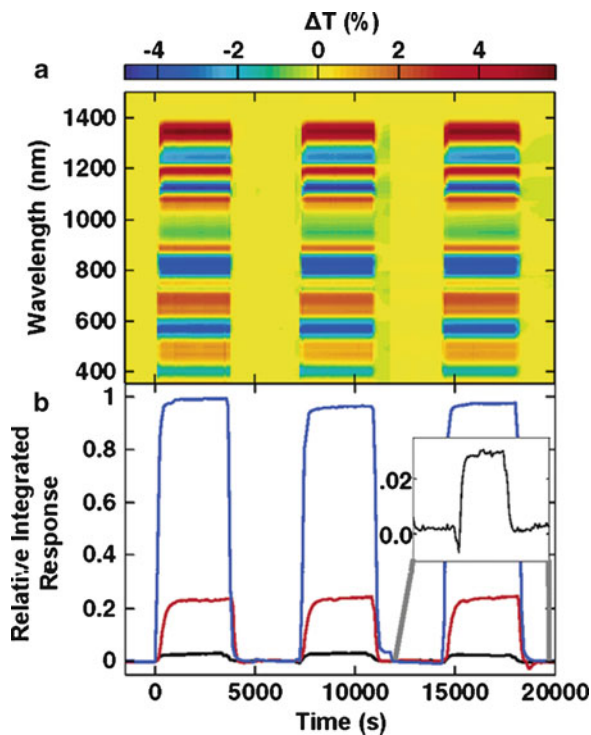 ΔT (%)
-4 -2 0 2 4
a
Wavelength (nm)
1400
1200
1000
800
600
400
b
Relative Integrated
Response
1
0.8
0.6
0.4
0.2
0
.02
0.0
0 5000 10000 15000 20000
Time (s)